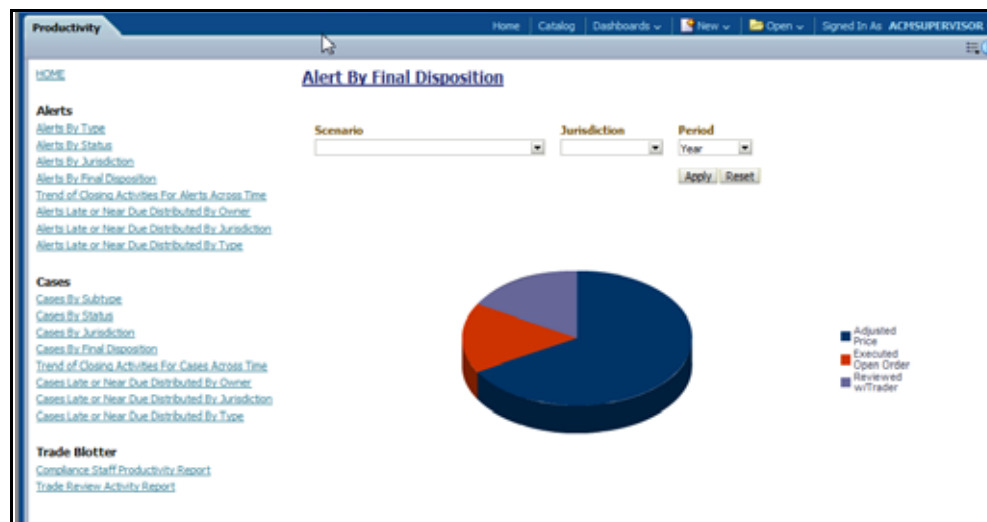 Productivity
Home Catalog Dashboards New Open Signed In As ACMSUPERVISOR
HOME
Alert By Final Disposition
Alerts
Alerts By Type
Alerts By Status
Alerts By Jurisdiction
Alerts By Final Disposition
Trend of Closing Activities For Alerts Across Time
Alerts Late or Near Due Distributed By Owner
Alerts Late or Near Due Distributed By Jurisdiction
Alerts Late or Near Due Distributed By Type
Scenario Jurisdiction Period
Year
Apply Reset
Cases
Cases By Subtype
Cases By Status
Cases By Jurisdiction
Cases By Final Disposition
Trend of Closing Activities For Cases Across Time
Cases Late or Near Due Distributed By Owner
Cases Late or Near Due Distributed By Jurisdiction
Cases Late or Near Due Distributed By Type
Adjusted
Price
Executed
Open Order
Reviewed
w/Trader
Trade Blotter
Compliance Staff Productivity Report
Trade Review Activity Report